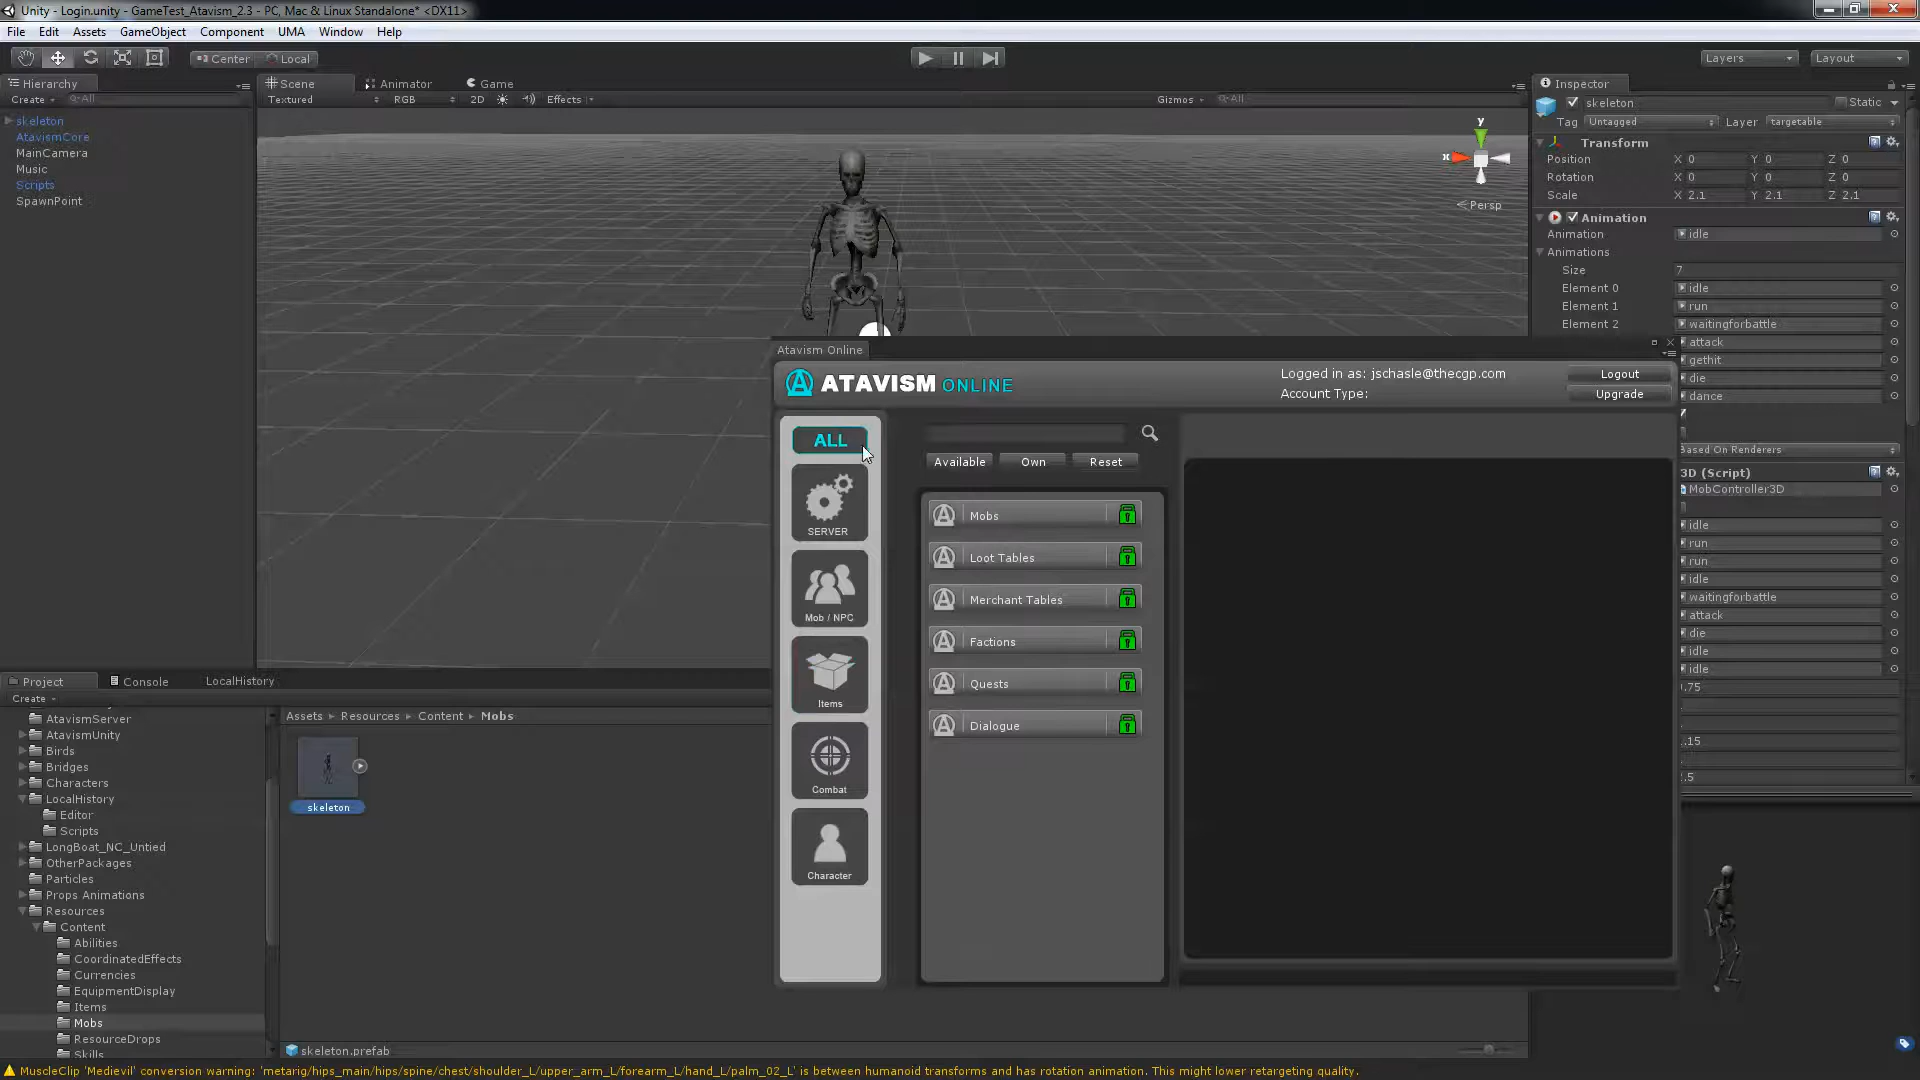 Unity - Login.unity - GameTest_Atavism_2.3 - PC, Mac & Linux Standalone* <DX11>
File Edit Assets GameObject Component UMA Window Help
Center Local Layers Layout
Hierarchy Scene Animator Game Inspector
Create All Textured RGB 2D Effects Gizmos All skeleton Static
Tag Untagged Layer targetable
skeleton
AtavismCore
MainCamera
Music
Scripts
SpawnPoint
y
x
Persp
Transform
Position X 0 Y 0 Z 0
Rotation X 0 Y 0 Z 0
Scale X 2.1 Y 2.1 Z 2.1
Animation
Animation idle
Animations
Size 7
Element 0 idle
Element 1 run
Element 2 waitingforbattle
attack
gethit
die
dance
Based On Renderers
3D (Script)
MobController3D
idle
run
run
idle
waitingforbattle
attack
die
idle
idle
.75
.15
.5
Atavism Online
ATAVISM ONLINE
Logged in as: jschasle@thecgp.com Logout
Account Type: Upgrade
ALL
SERVER
Mob / NPC
Items
Combat
Character
Available Own Reset
Mobs
Loot Tables
Merchant Tables
Factions
Quests
Dialogue
Project Console LocalHistory
Create
Assets Resources Content Mobs
AtavismServer
AtavismUnity
Birds
Bridges
Characters
LocalHistory
Editor
Scripts
LongBoat_NC_Untied
OtherPackages
Particles
Props Animations
Resources
Content
Abilities
CoordinatedEffects
Currencies
EquipmentDisplay
Items
Mobs
ResourceDrops
Skills
skeleton
skeleton.prefab
MuscleClip 'Medievil' conversion warning: 'metarig/hips_main/hips/spine/chest/shoulder_L/upper_arm_L/forearm_L/hand_L/palm_02_L' is between humanoid transforms and has rotation animation. This might lower retargeting quality.